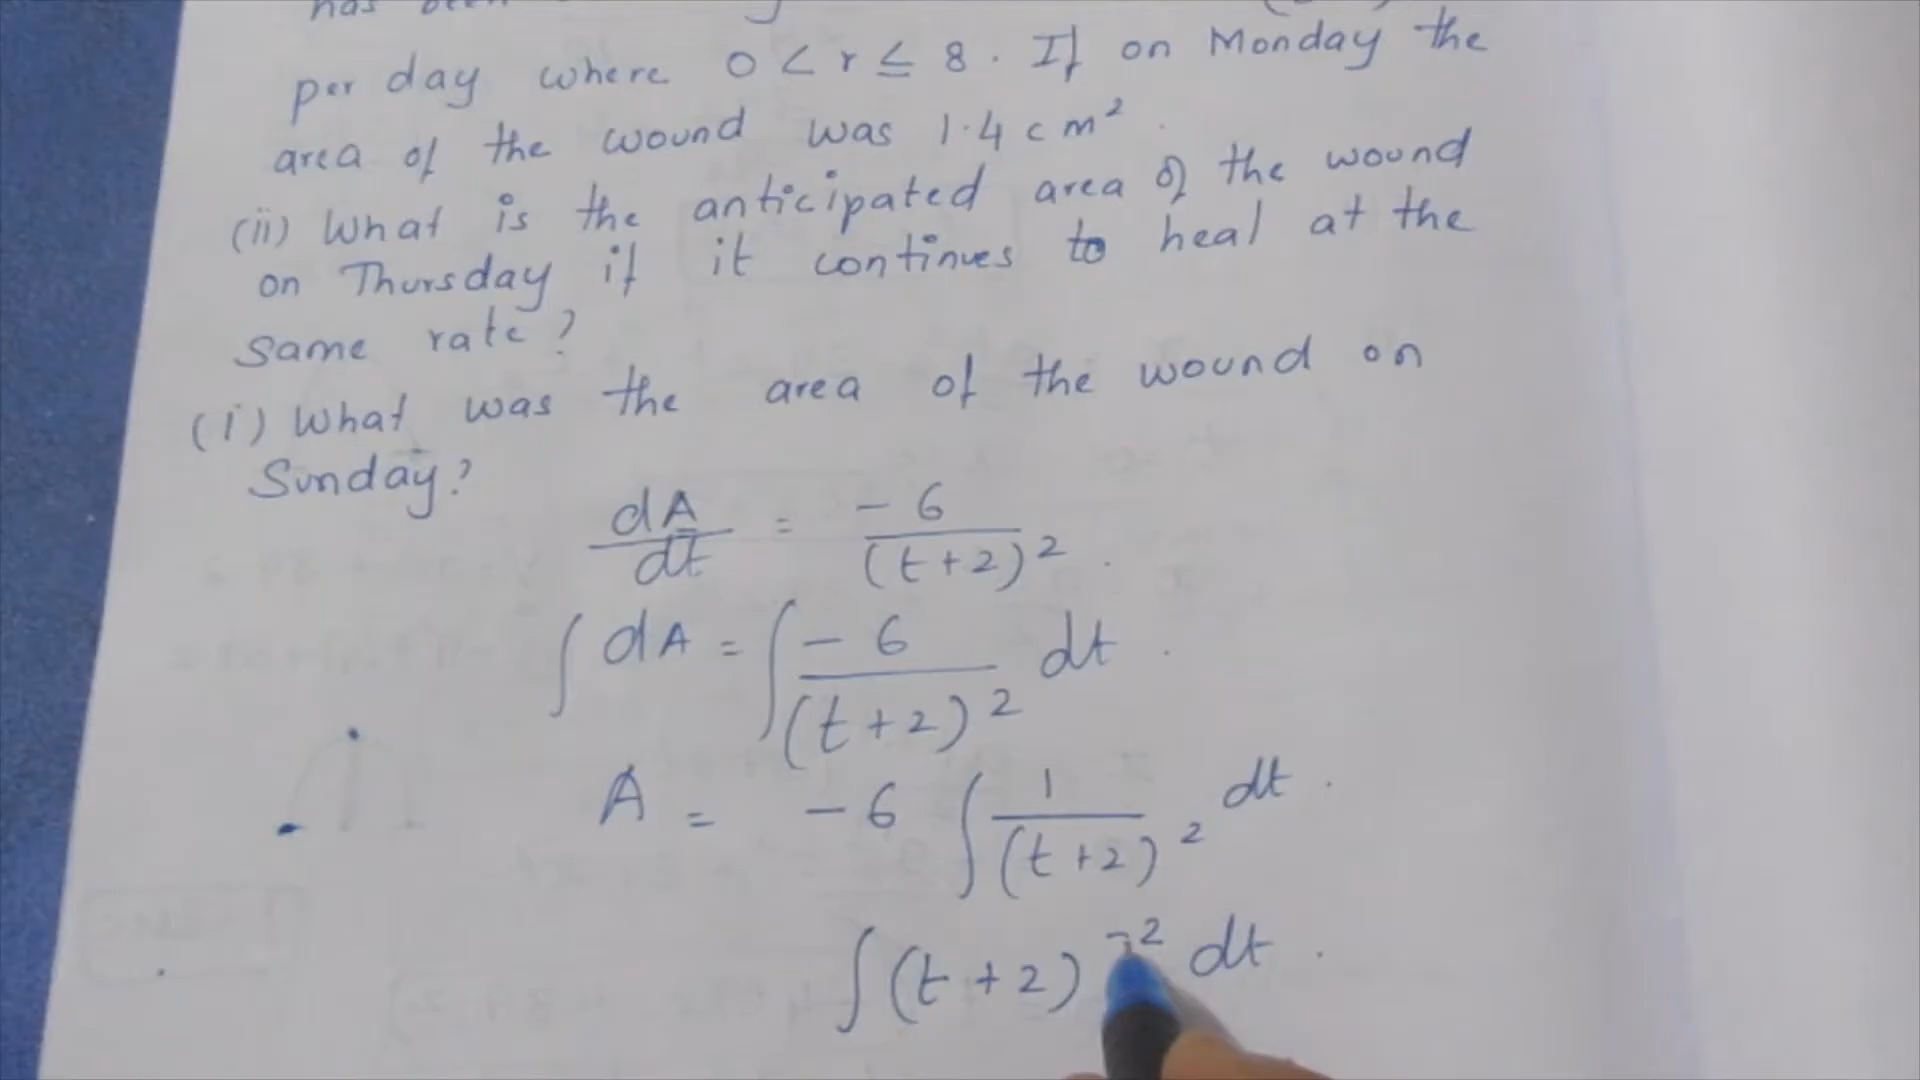 has been
per day where 0 < r ≤ 8. If on Monday the
area of the wound was 1.4 cm²
(ii) What is the anticipated area of the wound
on Thursday if it continues to heal at the
same rate?
(i) What was the area of the wound on
Sunday?
dA/dt = -6/(t+2)².
∫ dA = ∫ -6/(t+2)² dt.
A = -6 ∫ 1/(t+2)² dt.
∫ (t+2)⁻² dt.